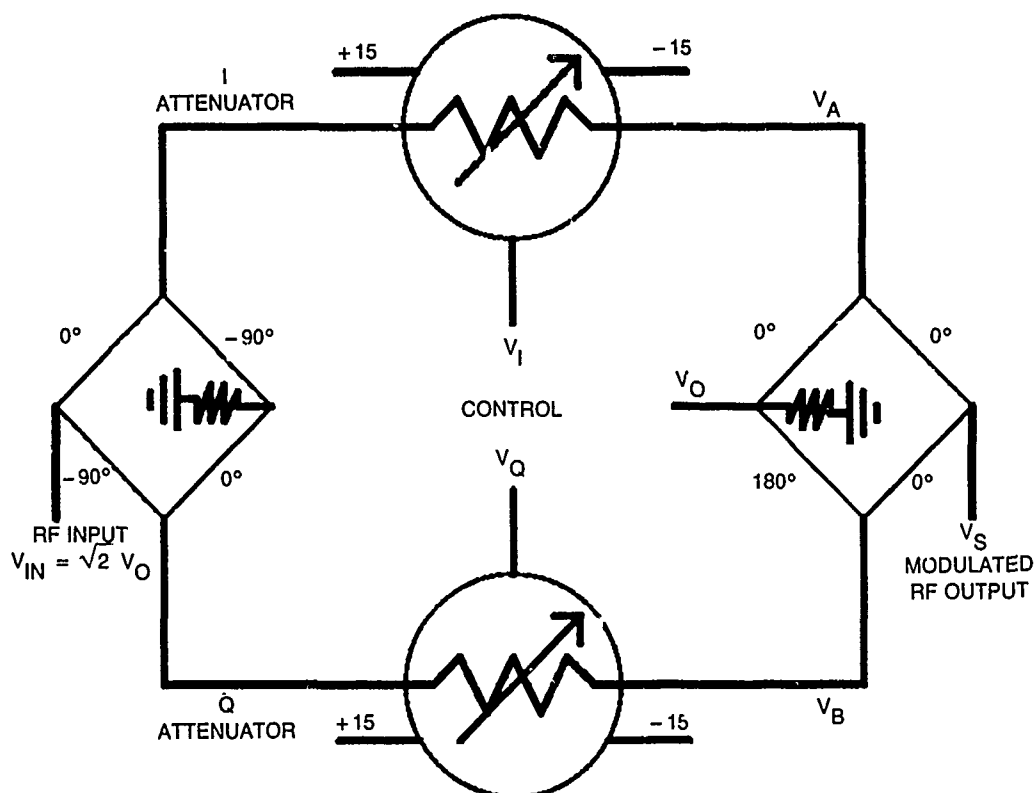 +15
-15
I
ATTENUATOR
V_A
0°
-90°
0°
0°
V_I
V_O
CONTROL
-90°
0°
V_Q
180°
0°
RF INPUT
V_IN = √2 V_O
V_S
MODULATED
RF OUTPUT
Q
ATTENUATOR
+15
-15
V_B